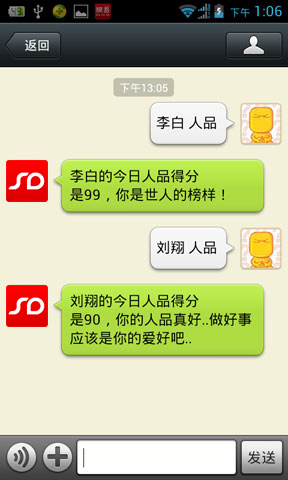 下午 1:06
返回
下午13:05
李白 人品
李白的今日人品得分
是99，你是世人的榜样！
刘翔 人品
刘翔的今日人品得分
是90，你的人品真好..做好事
应该是你的爱好吧..
发送